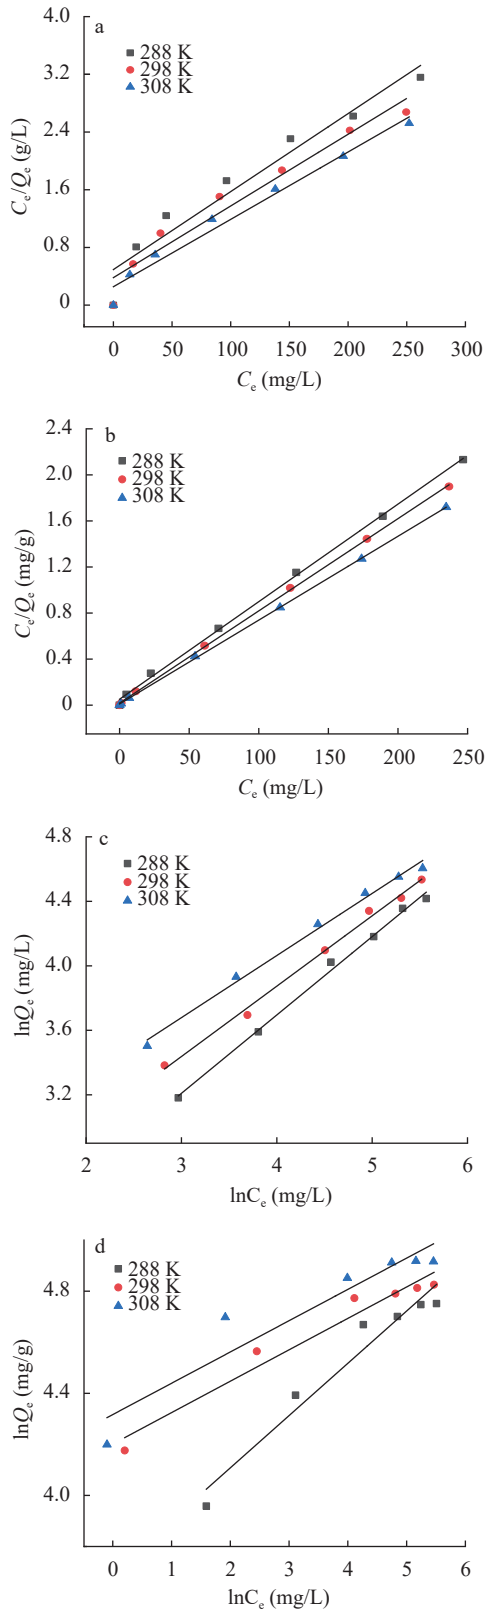 a
288 K
298 K
308 K
4.0
3.2
2.4
1.6
0.8
0
Cₑ/Qₑ (g/L)
0 50 100 150 200 250 300
Cₑ (mg/L)
b
288 K
298 K
308 K
2.4
2.0
1.6
1.2
0.8
0.4
0
Cₑ/Qₑ (mg/g)
0 50 100 150 200 250
Cₑ (mg/L)
c
288 K
298 K
308 K
4.8
4.4
4.0
3.6
3.2
lnQₑ (mg/L)
2 3 4 5 6
lnCₑ (mg/L)
d
288 K
298 K
308 K
4.8
4.4
4.0
lnQₑ (mg/g)
0 1 2 3 4 5 6
lnCₑ (mg/L)